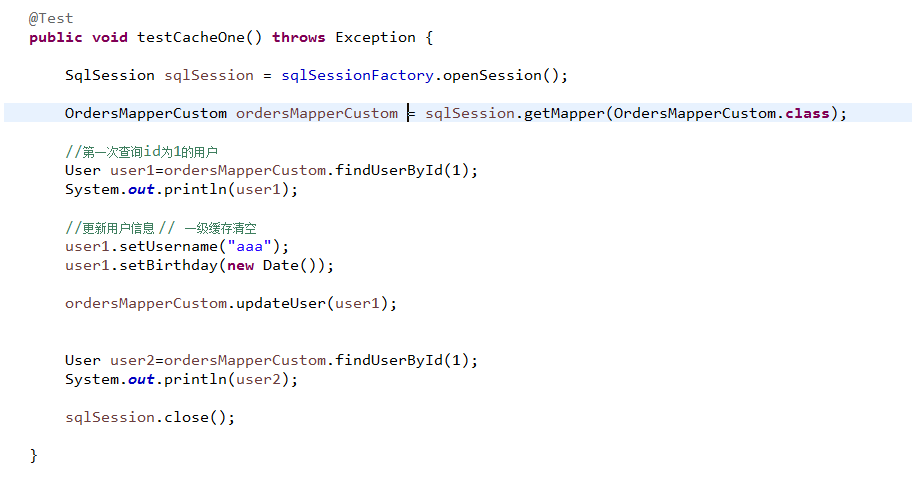 @Test
public void testCacheOne() throws Exception {
SqlSession sqlSession = sqlSessionFactory.openSession();
OrdersMapperCustom ordersMapperCustom = sqlSession.getMapper(OrdersMapperCustom.class);
//第一次查询id为1的用户
User user1=ordersMapperCustom.findUserById(1);
System.out.println(user1);
//更新用户信息 // 一级缓存清空
user1.setUsername("aaa");
user1.setBirthday(new Date());
ordersMapperCustom.updateUser(user1);
User user2=ordersMapperCustom.findUserById(1);
System.out.println(user2);
sqlSession.close();
}